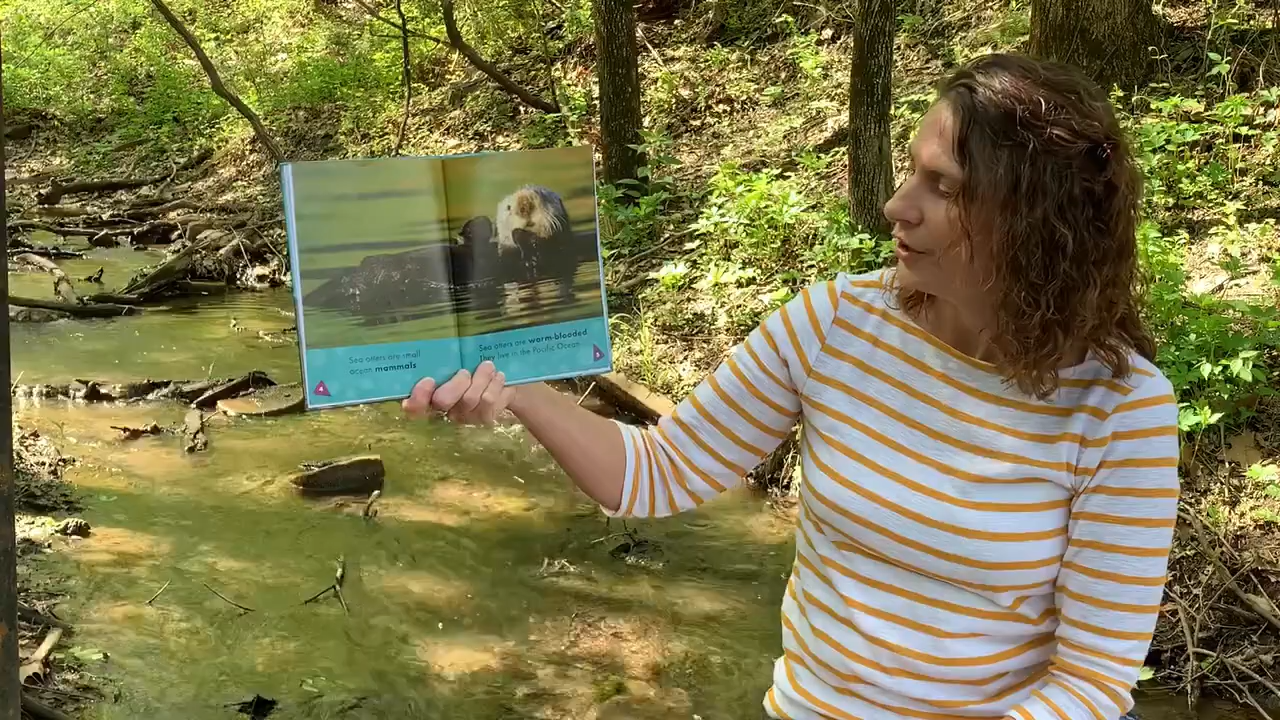 Sea otters are small
ocean mammals
Sea otters are warm-blooded
They live in the Pacific Ocean